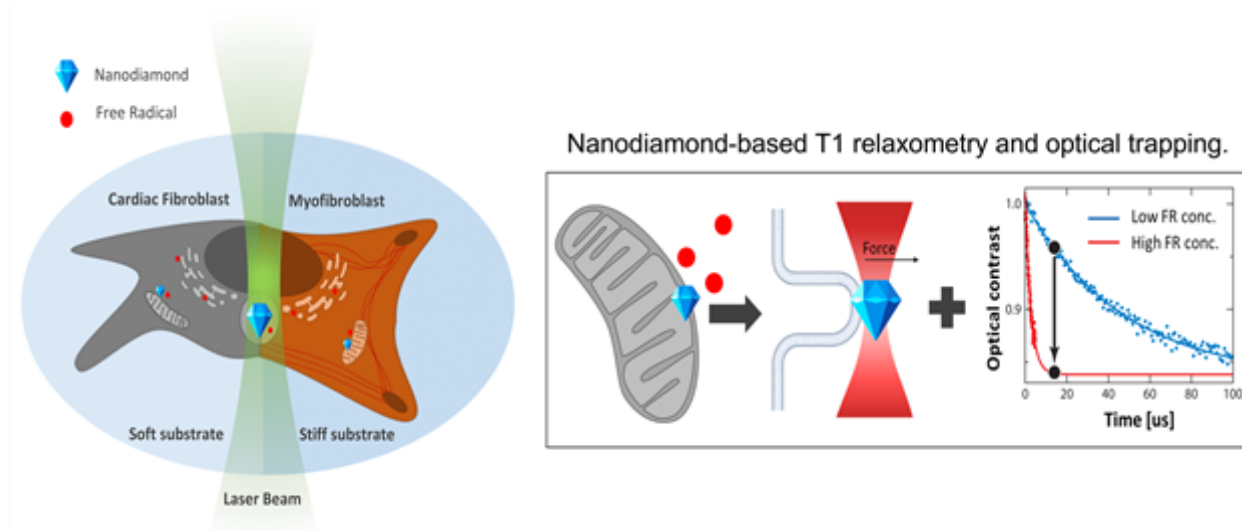 Nanodiamond
Free Radical
Cardiac Fibroblast
Myofibroblast
Soft substrate
Stiff substrate
Laser Beam
Nanodiamond-based T1 relaxometry and optical trapping.
Force
Optical contrast
1.0
0.9
Low FR conc.
High FR conc.
0 20 40 60 80 100
Time [us]